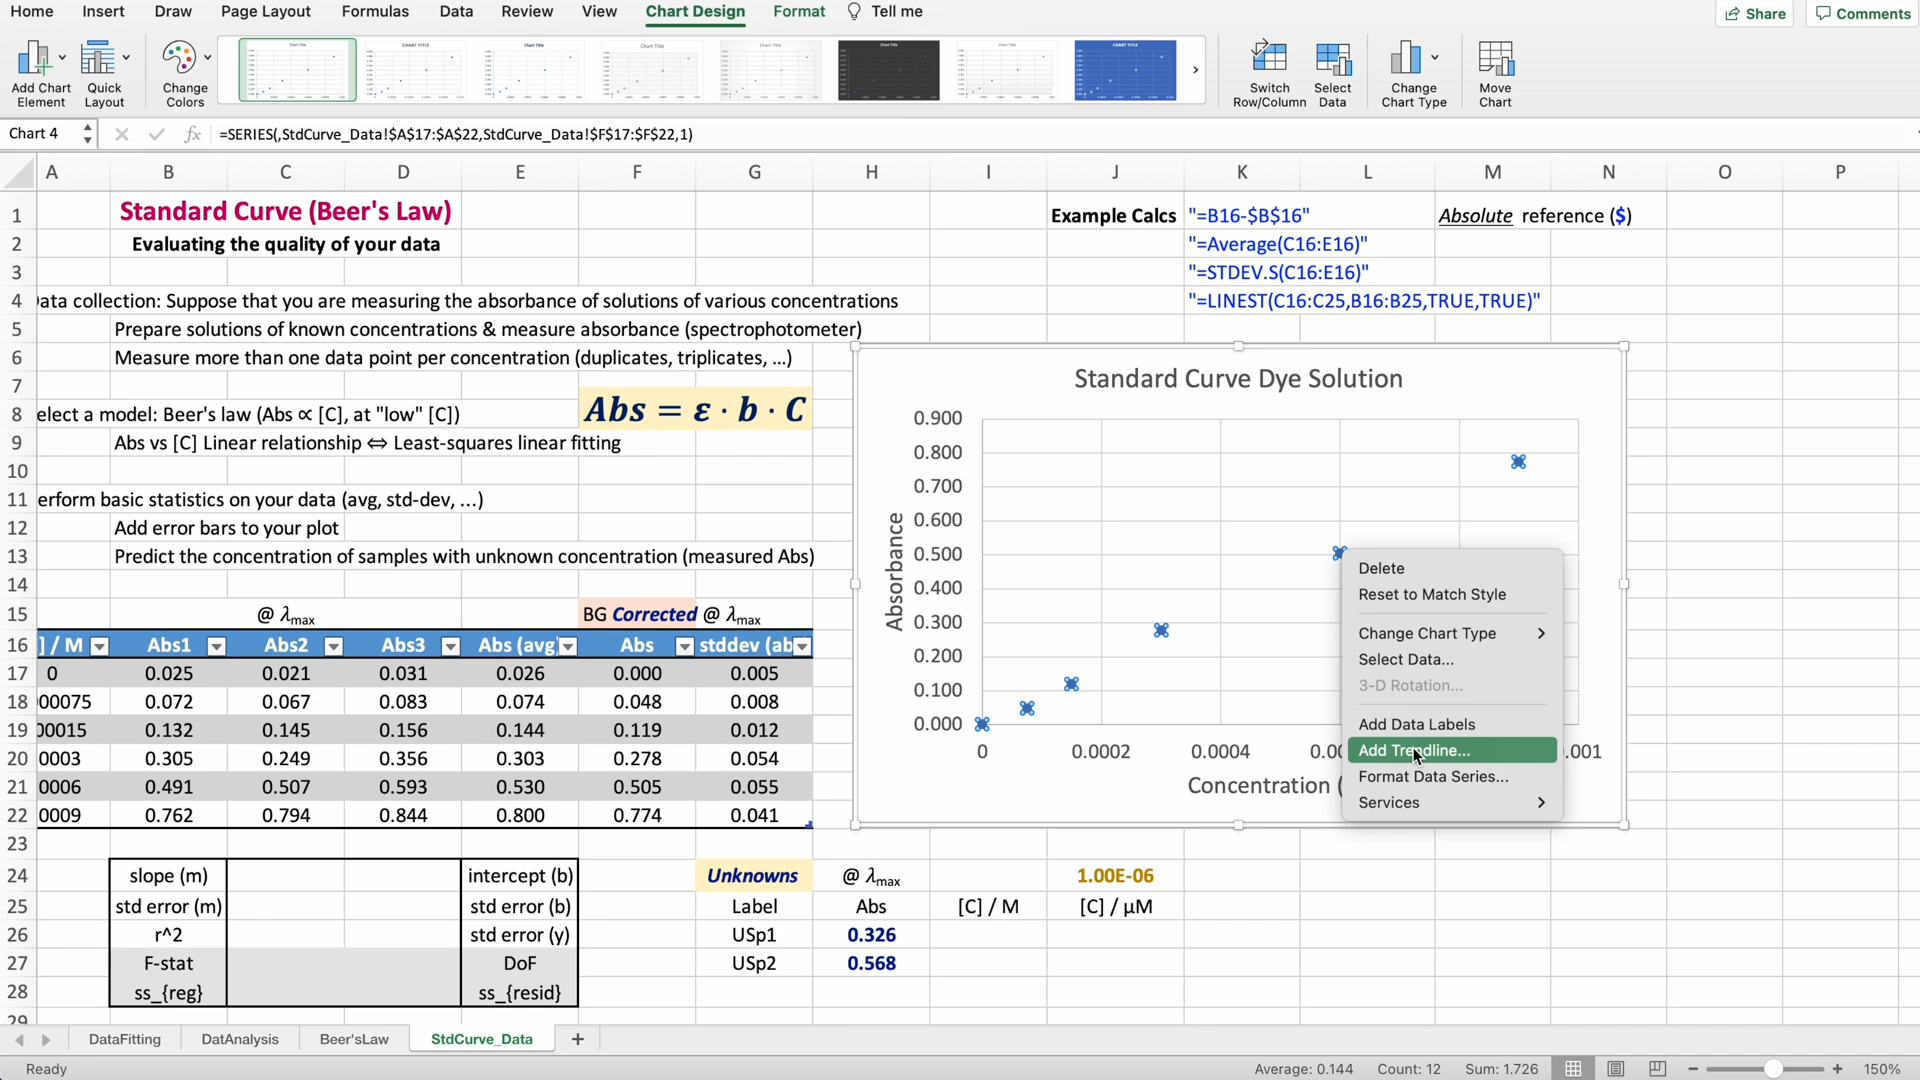 Home Insert Draw Page Layout Formulas Data Review View Chart Design Format Tell me Share Comments
Add Chart Element
Quick Layout
Change Colors
Switch Row/Column
Select Data
Change Chart Type
Move Chart
Chart 4 fx =SERIES(,StdCurve_Data!$A$17:$A$22,StdCurve_Data!$F$17:$F$22,1)
A B C D E F G H I J K L M N O P
1 Standard Curve (Beer's Law) Example Calcs "=B16-$B$16" Absolute reference ($)
2 Evaluating the quality of your data "=Average(C16:E16)"
3 "=STDEV.S(C16:E16)"
4 ata collection: Suppose that you are measuring the absorbance of solutions of various concentrations "=LINEST(C16:C25,B16:B25,TRUE,TRUE)"
5 Prepare solutions of known concentrations & measure absorbance (spectrophotometer)
6 Measure more than one data point per concentration (duplicates, triplicates, ...)
7
8 elect a model: Beer's law (Abs ∝ [C], at "low" [C]) Abs = ε · b · C
9 Abs vs [C] Linear relationship ⇔ Least-squares linear fitting
10
11 erform basic statistics on your data (avg, std-dev, ...)
12 Add error bars to your plot
13 Predict the concentration of samples with unknown concentration (measured Abs)
14
15 @ λmax BG Corrected @ λmax
16 ] / M Abs1 Abs2 Abs3 Abs (avg Abs stddev (ab
17 0 0.025 0.021 0.031 0.026 0.000 0.005
18 00075 0.072 0.067 0.083 0.074 0.048 0.008
19 00015 0.132 0.145 0.156 0.144 0.119 0.012
20 0003 0.305 0.249 0.356 0.303 0.278 0.054
21 0006 0.491 0.507 0.593 0.530 0.505 0.055
22 0009 0.762 0.794 0.844 0.800 0.774 0.041
23
24 slope (m) intercept (b) Unknowns @ λmax 1.00E-06
25 std error (m) std error (b) Label Abs [C] / M [C] / μM
26 r^2 std error (y) USp1 0.326
27 F-stat DoF USp2 0.568
28 ss_{reg} ss_{resid}
29
Standard Curve Dye Solution
Absorbance
0.900
0.800
0.700
0.600
0.500
0.400
0.300
0.200
0.100
0.000
0 0.0002 0.0004 0.00 .001
Concentration (
Delete
Reset to Match Style
Change Chart Type
Select Data...
3-D Rotation...
Add Data Labels
Add Trendline...
Format Data Series...
Services
DataFitting DatAnalysis Beer'sLaw StdCurve_Data +
Ready Average: 0.144 Count: 12 Sum: 1.726 150%